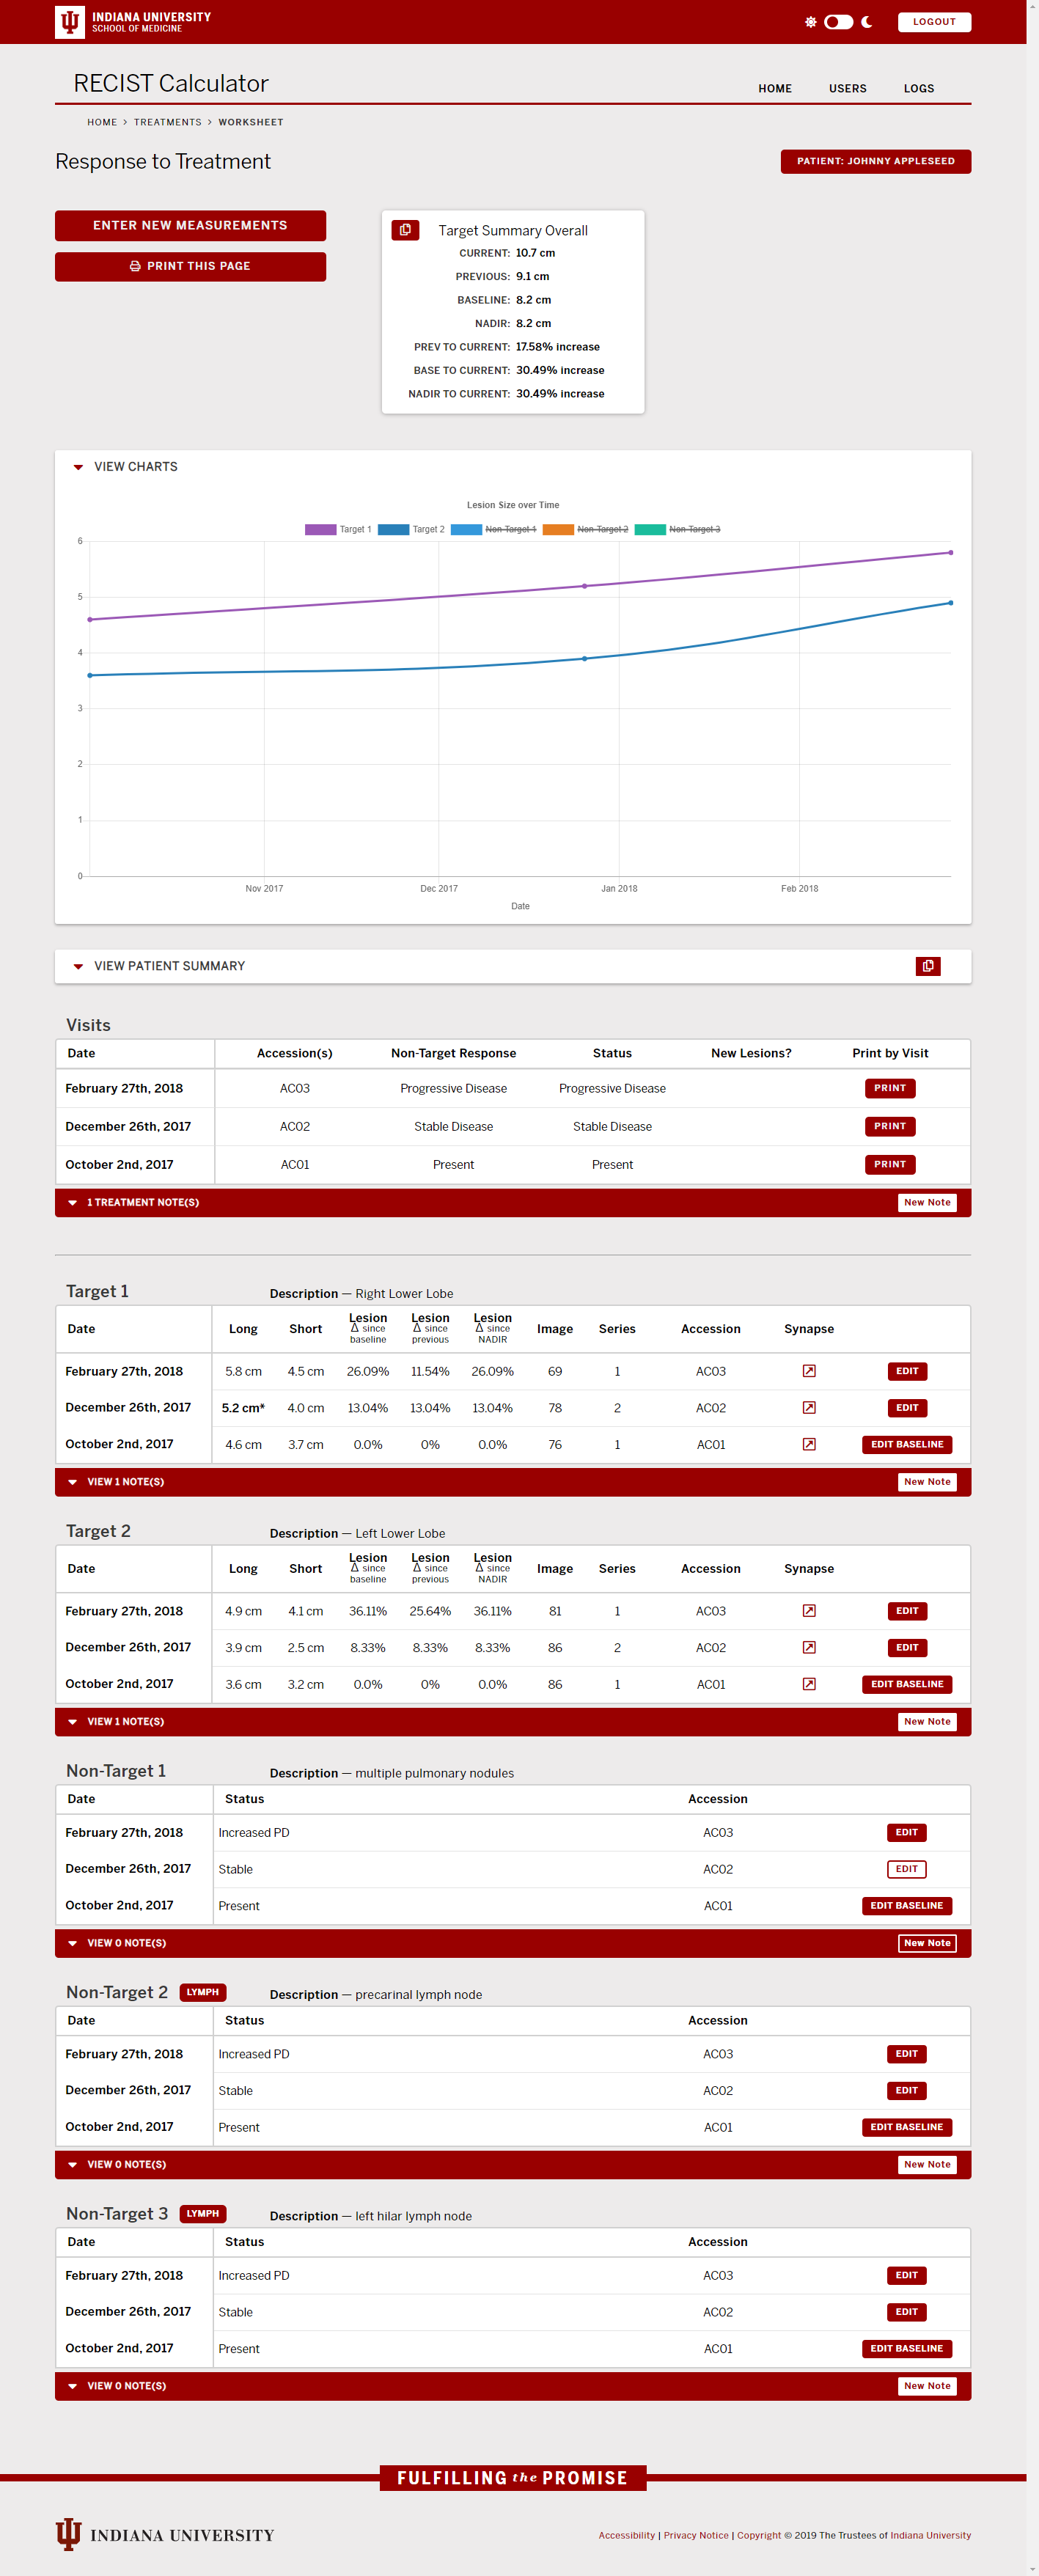 INDIANA UNIVERSITY
SCHOOL OF MEDICINE
LOGOUT
RECIST Calculator
HOME USERS LOGS
HOME > TREATMENTS > WORKSHEET
Response to Treatment
PATIENT: JOHNNY APPLESEED
ENTER NEW MEASUREMENTS
PRINT THIS PAGE
Target Summary Overall
CURRENT: 10.7 cm
PREVIOUS: 9.1 cm
BASELINE: 8.2 cm
NADIR: 8.2 cm
PREV TO CURRENT: 17.58% increase
BASE TO CURRENT: 30.49% increase
NADIR TO CURRENT: 30.49% increase
VIEW CHARTS
Lesion Size over Time
Target 1 Target 2 Non-Target 1 Non-Target 2 Non-Target 3
6
5
4
3
2
1
0
Nov 2017 Dec 2017 Jan 2018 Feb 2018
Date
VIEW PATIENT SUMMARY
Visits
Date Accession(s) Non-Target Response Status New Lesions? Print by Visit
February 27th, 2018 AC03 Progressive Disease Progressive Disease PRINT
December 26th, 2017 AC02 Stable Disease Stable Disease PRINT
October 2nd, 2017 AC01 Present Present PRINT
1 TREATMENT NOTE(S) New Note
Target 1 Description — Right Lower Lobe
Date Long Short Lesion Δ since baseline Lesion Δ since previous Lesion Δ since NADIR Image Series Accession Synapse
February 27th, 2018 5.8 cm 4.5 cm 26.09% 11.54% 26.09% 69 1 AC03 EDIT
December 26th, 2017 5.2 cm* 4.0 cm 13.04% 13.04% 13.04% 78 2 AC02 EDIT
October 2nd, 2017 4.6 cm 3.7 cm 0.0% 0% 0.0% 76 1 AC01 EDIT BASELINE
VIEW 1 NOTE(S) New Note
Target 2 Description — Left Lower Lobe
Date Long Short Lesion Δ since baseline Lesion Δ since previous Lesion Δ since NADIR Image Series Accession Synapse
February 27th, 2018 4.9 cm 4.1 cm 36.11% 25.64% 36.11% 81 1 AC03 EDIT
December 26th, 2017 3.9 cm 2.5 cm 8.33% 8.33% 8.33% 86 2 AC02 EDIT
October 2nd, 2017 3.6 cm 3.2 cm 0.0% 0% 0.0% 86 1 AC01 EDIT BASELINE
VIEW 1 NOTE(S) New Note
Non-Target 1 Description — multiple pulmonary nodules
Date Status Accession
February 27th, 2018 Increased PD AC03 EDIT
December 26th, 2017 Stable AC02 EDIT
October 2nd, 2017 Present AC01 EDIT BASELINE
VIEW 0 NOTE(S) New Note
Non-Target 2 LYMPH Description — precarinal lymph node
Date Status Accession
February 27th, 2018 Increased PD AC03 EDIT
December 26th, 2017 Stable AC02 EDIT
October 2nd, 2017 Present AC01 EDIT BASELINE
VIEW 0 NOTE(S) New Note
Non-Target 3 LYMPH Description — left hilar lymph node
Date Status Accession
February 27th, 2018 Increased PD AC03 EDIT
December 26th, 2017 Stable AC02 EDIT
October 2nd, 2017 Present AC01 EDIT BASELINE
VIEW 0 NOTE(S) New Note
FULFILLING the PROMISE
INDIANA UNIVERSITY
Accessibility | Privacy Notice | Copyright © 2019 The Trustees of Indiana University